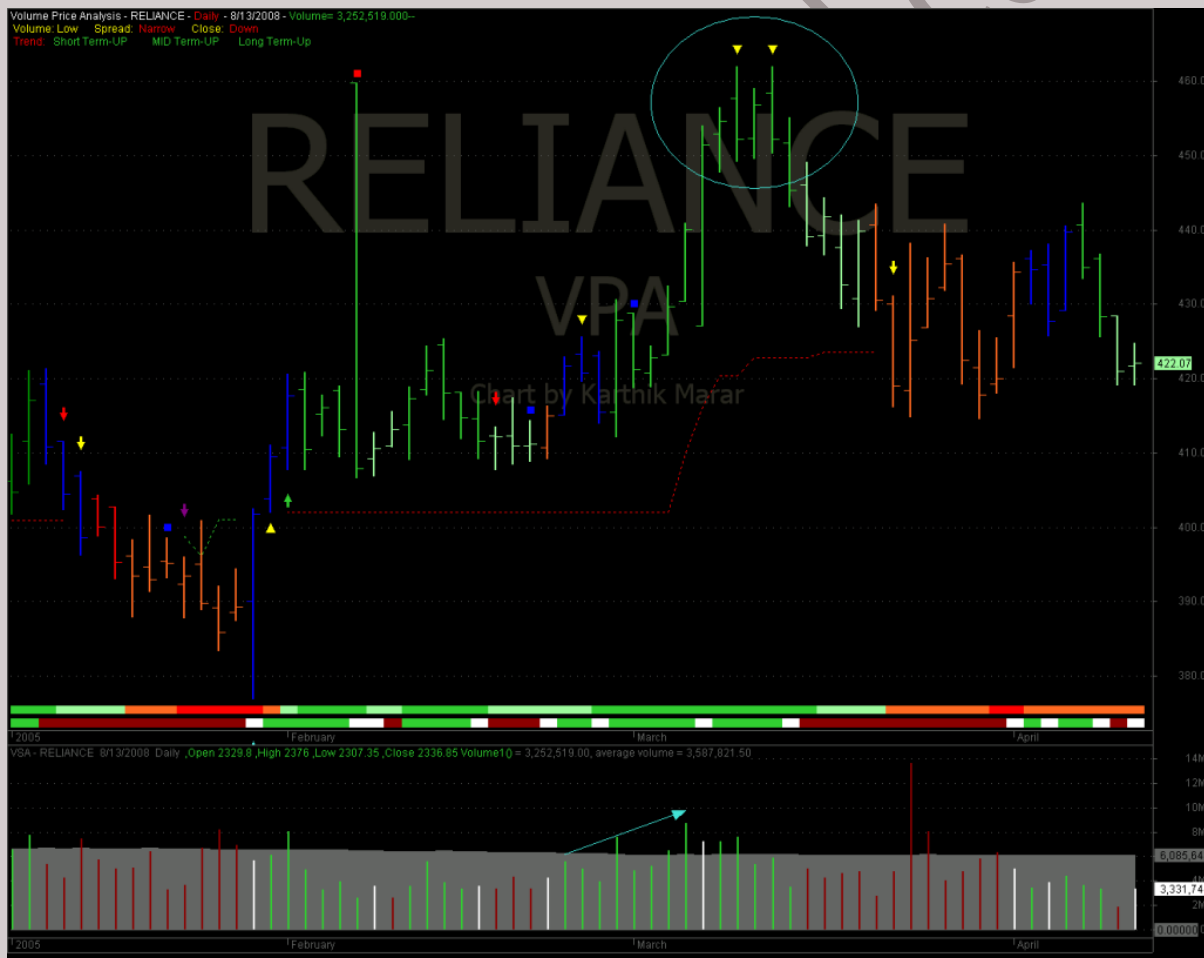 Volume Price Analysis - RELIANCE - Daily - 8/13/2008 - Volume= 3,252,519.000--
Volume: Low Spread: Narrow Close: Down
Trend: Short Term-UP MID Term-UP Long Term-Up
RELIANCE
VPA
Chart by Karthik Marar
460.0
450.0
440.0
430.0
422.07
420.0
410.0
400.0
390.0
380.0
2005 February March April
VSA - RELIANCE 8/13/2008 Daily ,Open 2329.8 ,High 2376 ,Low 2307.35 ,Close 2336.85 Volume1() = 3,252,519.00, average volume = 3,587,821.50
14M
12M
10M
8M
6,085,64
4M
3,331,74
2M
0.00000
2005 February March April